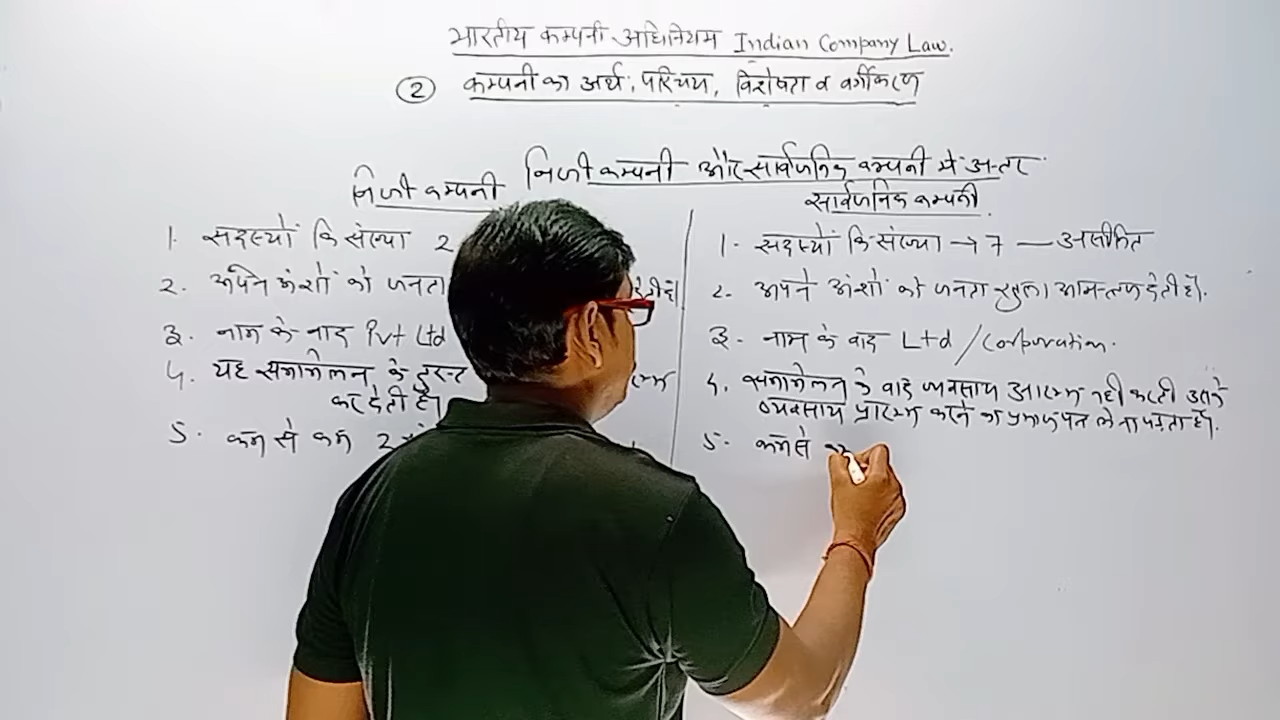 भारतीय कम्पनी अधिनियम Indian Company Law.
② कम्पनी का अर्थ, परिचय, विशेषता व वर्गीकरण
निजी कम्पनी और सार्वजनिक कम्पनी में अन्तर
निजी कम्पनी
1. सदस्यों कि संख्या 2
2. अपने अंशों को जनता
3. नाम के बाद Pvt Ltd
4. यह समामेलन के तुरन्त
कर देती है।
5. कम से कम 2
सार्वजनिक कम्पनी
1. सदस्यों कि संख्या → 7 — असीमित
2. अपने अंशों को जनता खुला आमन्त्रण देती है।
3. नाम के बाद Ltd / Corporation.
4. समामेलन के बाद व्यवसाय आरम्भ नही करती उसको
व्यवसाय प्रारम्भ करने का प्रमाण पत्र लेना पड़ता है।
5. कम से